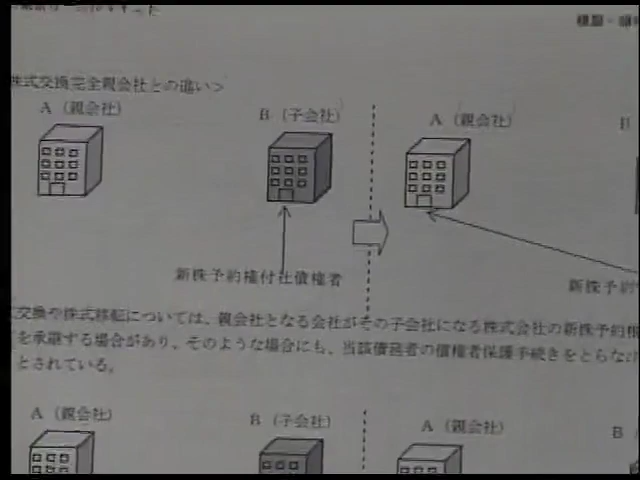 株式交換完全親会社との違い＞
A（親会社）
B（子会社）
A（親会社）
B
新株予約権付社債権者
新株予約
交換や株式移転については、親会社となる会社がその子会社になる株式会社の新株予約権
を承継する場合があり、そのような場合にも、当該債務者の債権者保護手続きをとらなけ
とされている。
A（親会社）
B（子会社）
A（親会社）
B